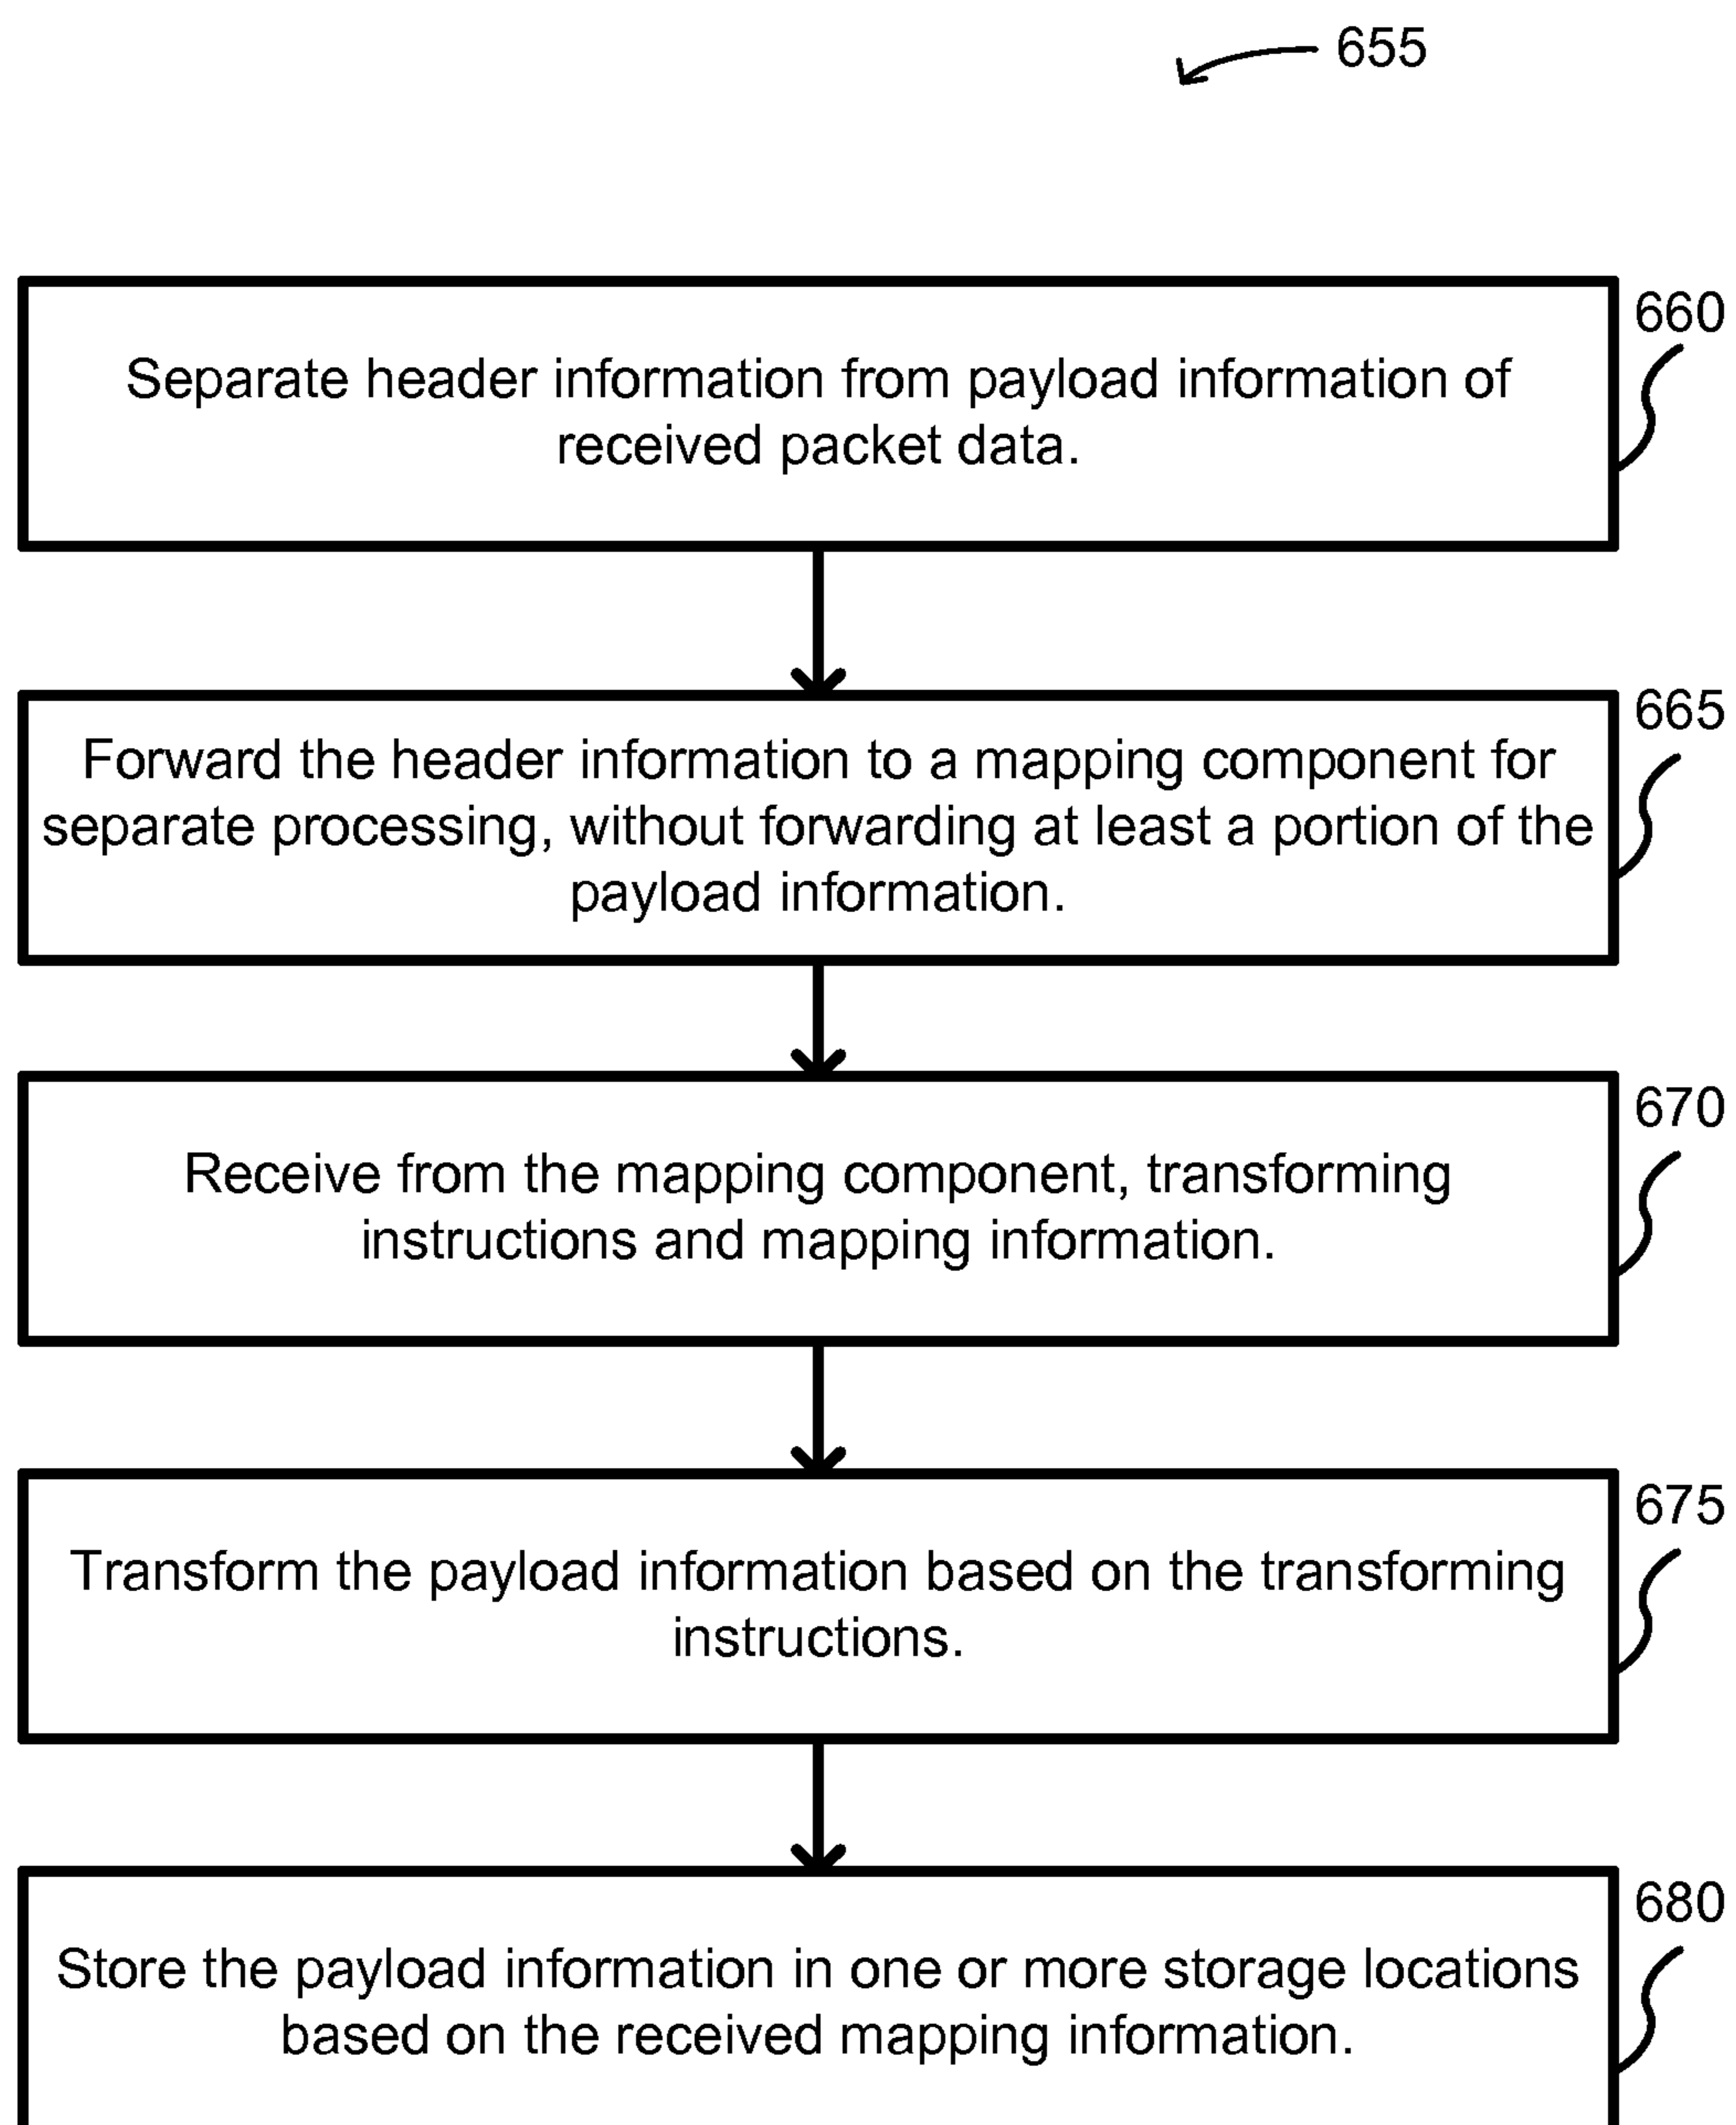 655
660
Separate header information from payload information of
received packet data.
665
Forward the header information to a mapping component for
separate processing, without forwarding at least a portion of the
payload information.
670
Receive from the mapping component, transforming
instructions and mapping information.
675
Transform the payload information based on the transforming
instructions.
680
Store the payload information in one or more storage locations
based on the received mapping information.